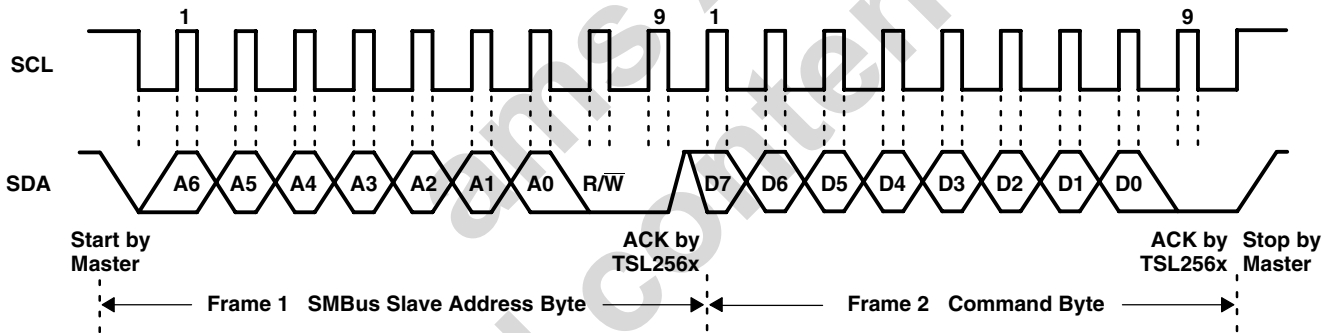 1 9 1 9
SCL
SDA A6 A5 A4 A3 A2 A1 A0 R/W̅ D7 D6 D5 D4 D3 D2 D1 D0
Start by Master
ACK by TSL256x
ACK by TSL256x
Stop by Master
Frame 1 SMBus Slave Address Byte
Frame 2 Command Byte
ams